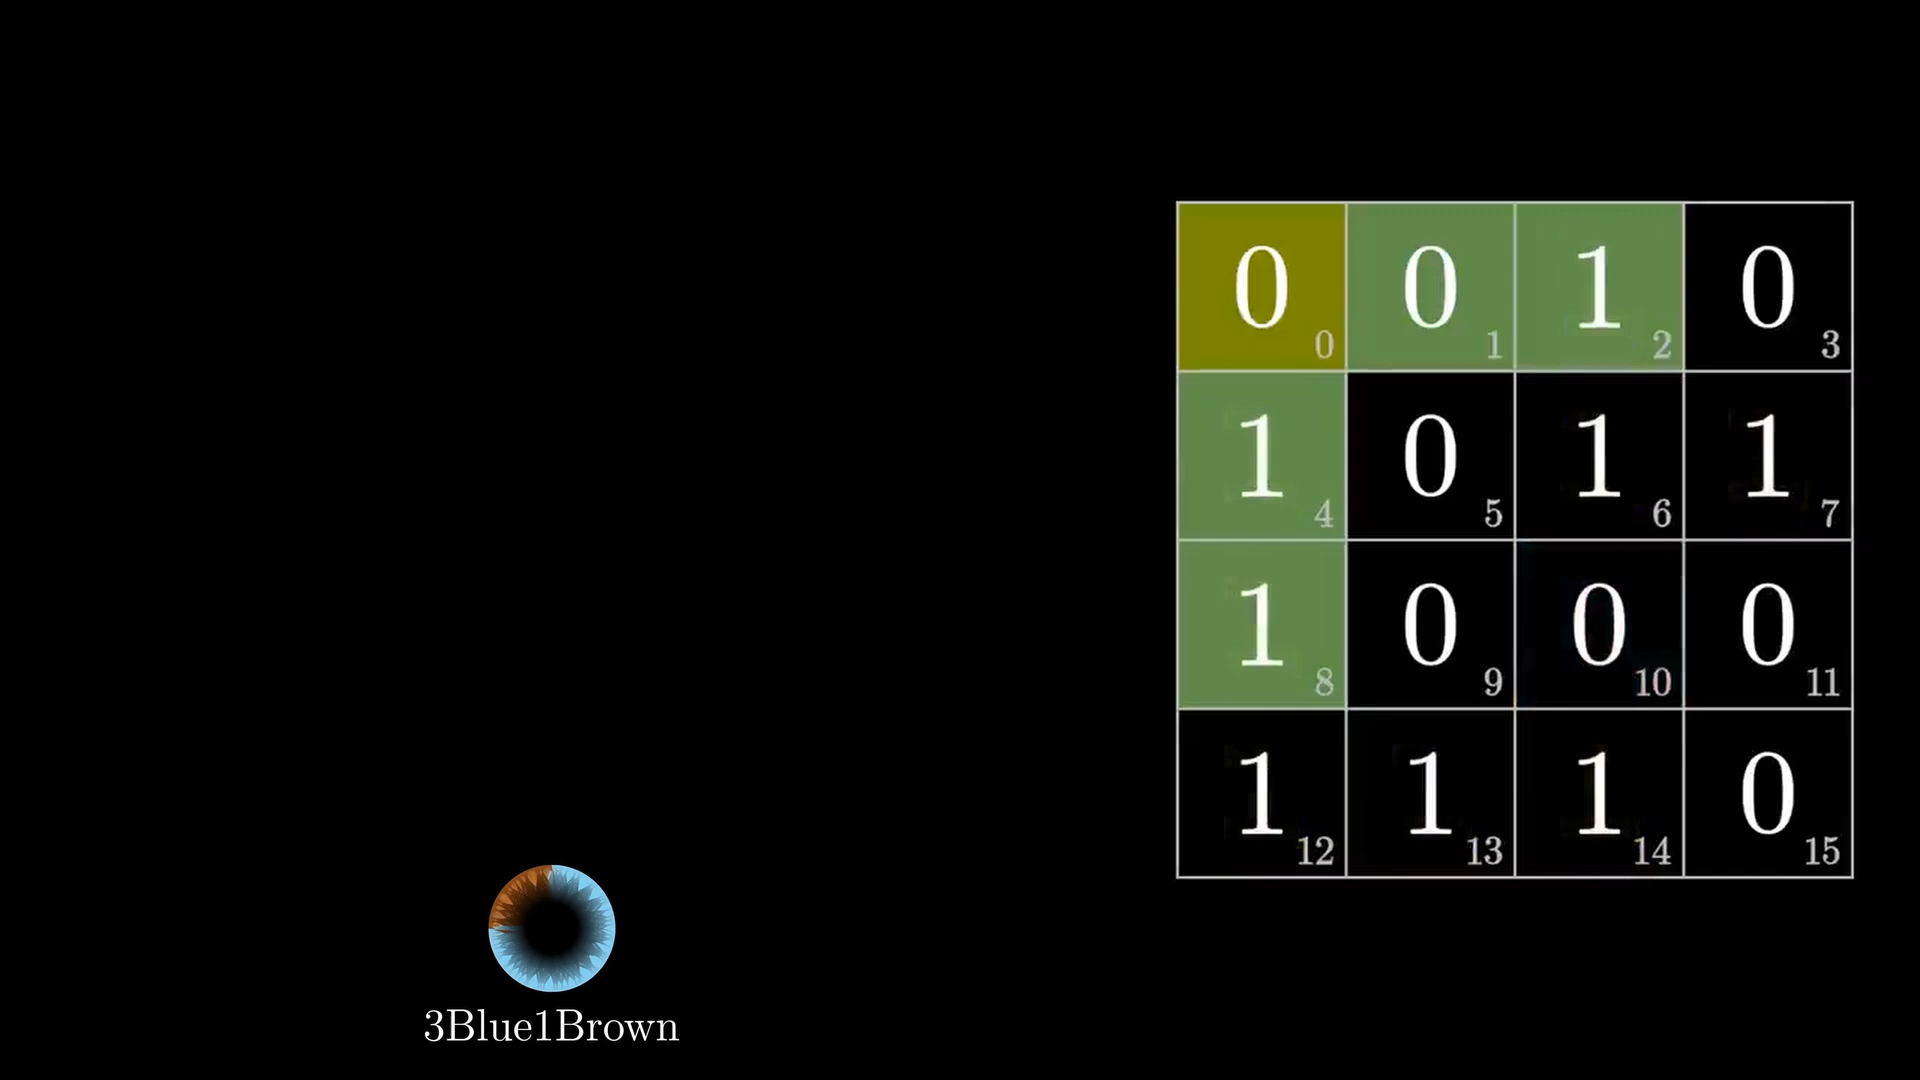 0 0 0 1 1 2 0 3
1 4 0 5 1 6 1 7
1 8 0 9 0 10 0 11
1 12 1 13 1 14 0 15
3Blue1Brown